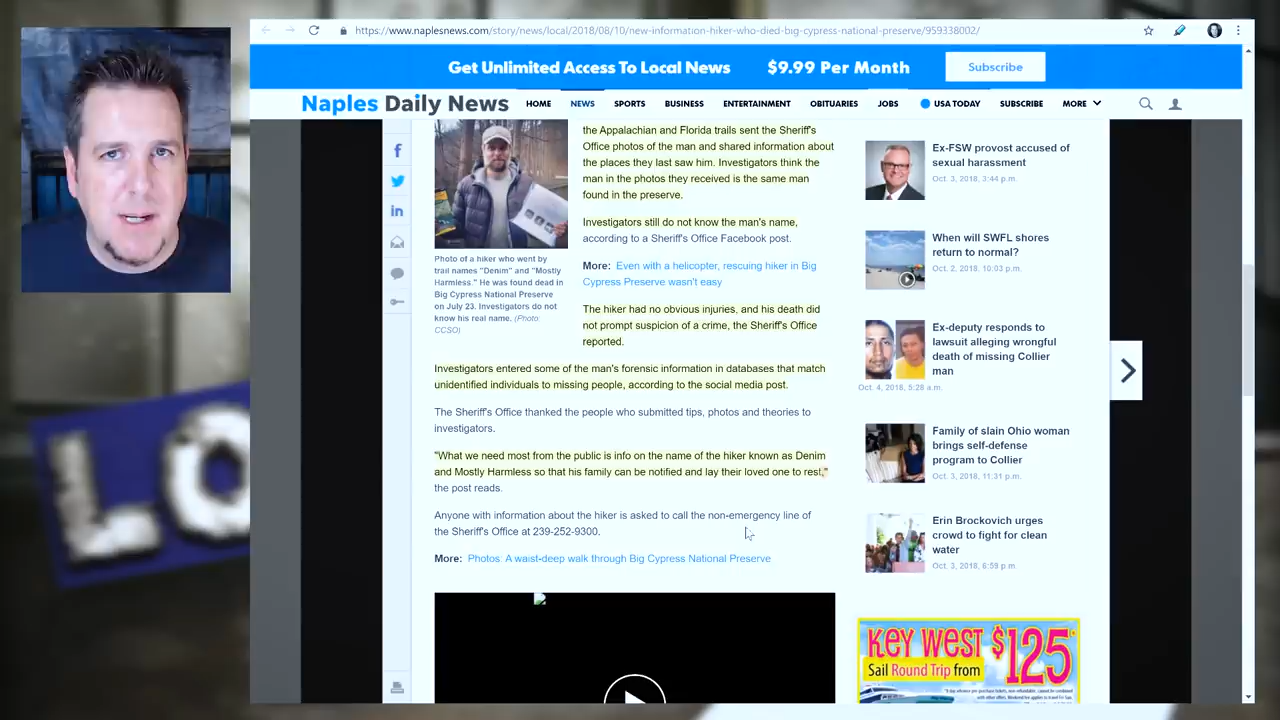 https://www.naplesnews.com/story/news/local/2018/08/10/new-information-hiker-who-died-big-cypress-national-preserve/959338002/
Get Unlimited Access To Local News $9.99 Per Month Subscribe
Naples Daily News HOME NEWS SPORTS BUSINESS ENTERTAINMENT OBITUARIES JOBS USA TODAY SUBSCRIBE MORE
the Appalachian and Florida trails sent the Sheriff's
Office photos of the man and shared information about
the places they last saw him. Investigators think the
man in the photos they received is the same man
found in the preserve.
Investigators still do not know the man's name,
according to a Sheriff's Office Facebook post.
More: Even with a helicopter, rescuing hiker in Big
Cypress Preserve wasn't easy
The hiker had no obvious injuries, and his death did
not prompt suspicion of a crime, the Sheriff's Office
reported.
Photo of a hiker who went by
trail names "Denim" and "Mostly
Harmless." He was found dead in
Big Cypress National Preserve
on July 23. Investigators do not
know his real name. (Photo:
CCSO)
Investigators entered some of the man's forensic information in databases that match
unidentified individuals to missing people, according to the social media post.
The Sheriff's Office thanked the people who submitted tips, photos and theories to
investigators.
"What we need most from the public is info on the name of the hiker known as Denim
and Mostly Harmless so that his family can be notified and lay their loved one to rest,"
the post reads.
Anyone with information about the hiker is asked to call the non-emergency line of
the Sheriff's Office at 239-252-9300.
More: Photos: A waist-deep walk through Big Cypress National Preserve
Ex-FSW provost accused of
sexual harassment
Oct. 3, 2018, 3:44 p.m.
When will SWFL shores
return to normal?
Oct. 2, 2018, 10:03 p.m.
Ex-deputy responds to
lawsuit alleging wrongful
death of missing Collier
man
Oct. 4, 2018, 5:28 a.m.
Family of slain Ohio woman
brings self-defense
program to Collier
Oct. 3, 2018, 11:31 p.m.
Erin Brockovich urges
crowd to fight for clean
water
Oct. 3, 2018, 6:59 p.m.
KEY WEST $125*
Sail Round Trip from
LO